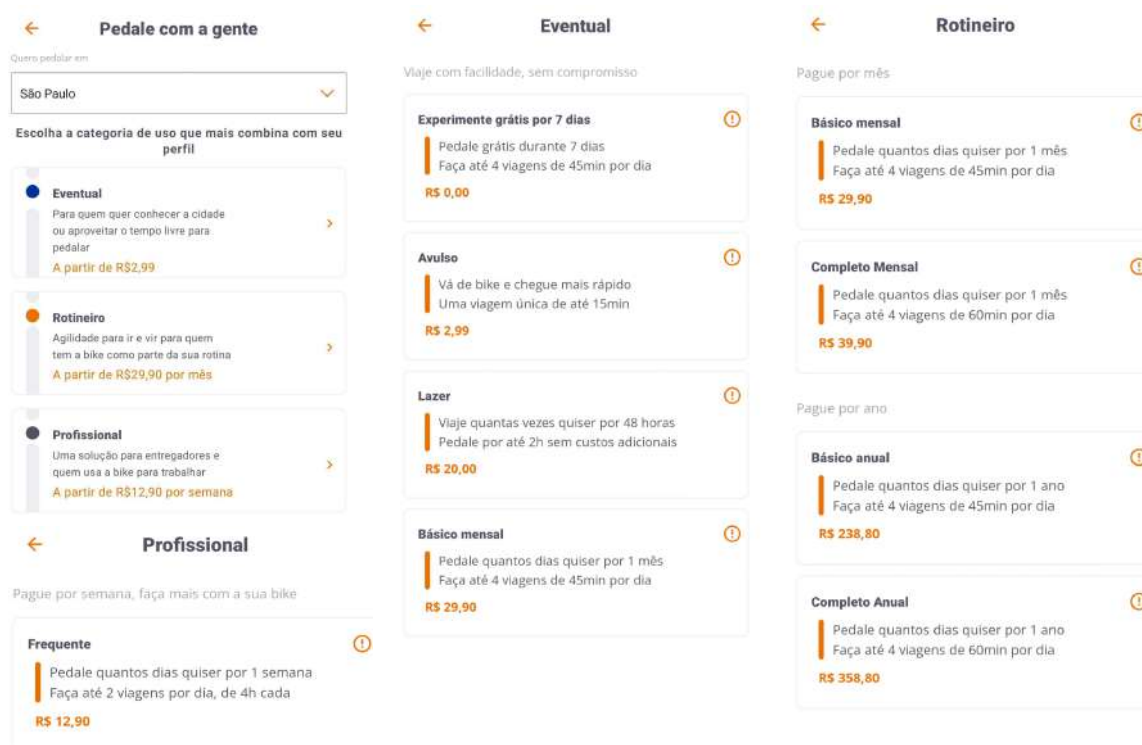 Pedale com a gente
Quero pedalar em
São Paulo
Escolha a categoria de uso que mais combina com seu
perfil
Eventual
Para quem quer conhecer a cidade
ou aproveitar o tempo livre para
pedalar
A partir de R$2,99
Rotineiro
Agilidade para ir e vir para quem
tem a bike como parte da sua rotina
A partir de R$29,90 por mês
Profissional
Uma solução para entregadores e
quem usa a bike para trabalhar
A partir de R$12,90 por semana
Profissional
Pague por semana, faça mais com a sua bike
Frequente
Pedale quantos dias quiser por 1 semana
Faça até 2 viagens por dia, de 4h cada
R$ 12,90
Eventual
Viaje com facilidade, sem compromisso
Experimente grátis por 7 dias
Pedale grátis durante 7 dias
Faça até 4 viagens de 45min por dia
R$ 0,00
Avulso
Vá de bike e chegue mais rápido
Uma viagem única de até 15min
R$ 2,99
Lazer
Viaje quantas vezes quiser por 48 horas
Pedale por até 2h sem custos adicionais
R$ 20,00
Básico mensal
Pedale quantos dias quiser por 1 mês
Faça até 4 viagens de 45min por dia
R$ 29,90
Rotineiro
Pague por mês
Básico mensal
Pedale quantos dias quiser por 1 mês
Faça até 4 viagens de 45min por dia
R$ 29,90
Completo Mensal
Pedale quantos dias quiser por 1 mês
Faça até 4 viagens de 60min por dia
R$ 39,90
Pague por ano
Básico anual
Pedale quantos dias quiser por 1 ano
Faça até 4 viagens de 45min por dia
R$ 238,80
Completo Anual
Pedale quantos dias quiser por 1 ano
Faça até 4 viagens de 60min por dia
R$ 358,80